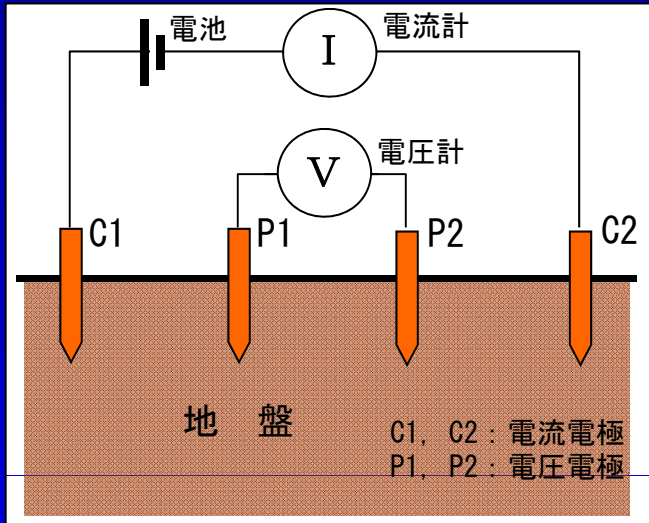 電池
I
電流計
V
電圧計
C1
P1
P2
C2
地 盤
C1, C2：電流電極
P1, P2：電圧電極